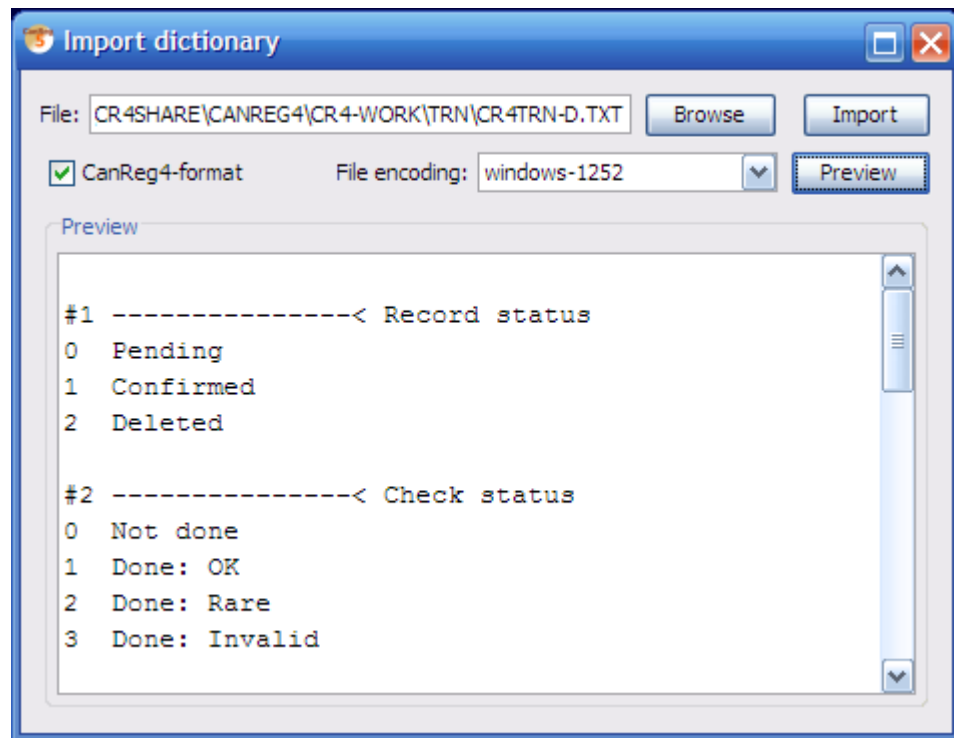 Import dictionary
File: CR4SHARE\CANREG4\CR4-WORK\TRN\CR4TRN-D.TXT Browse Import
CanReg4-format File encoding: windows-1252 Preview
Preview
#1 ---------------< Record status
0 Pending
1 Confirmed
2 Deleted
#2 ---------------< Check status
0 Not done
1 Done: OK
2 Done: Rare
3 Done: Invalid